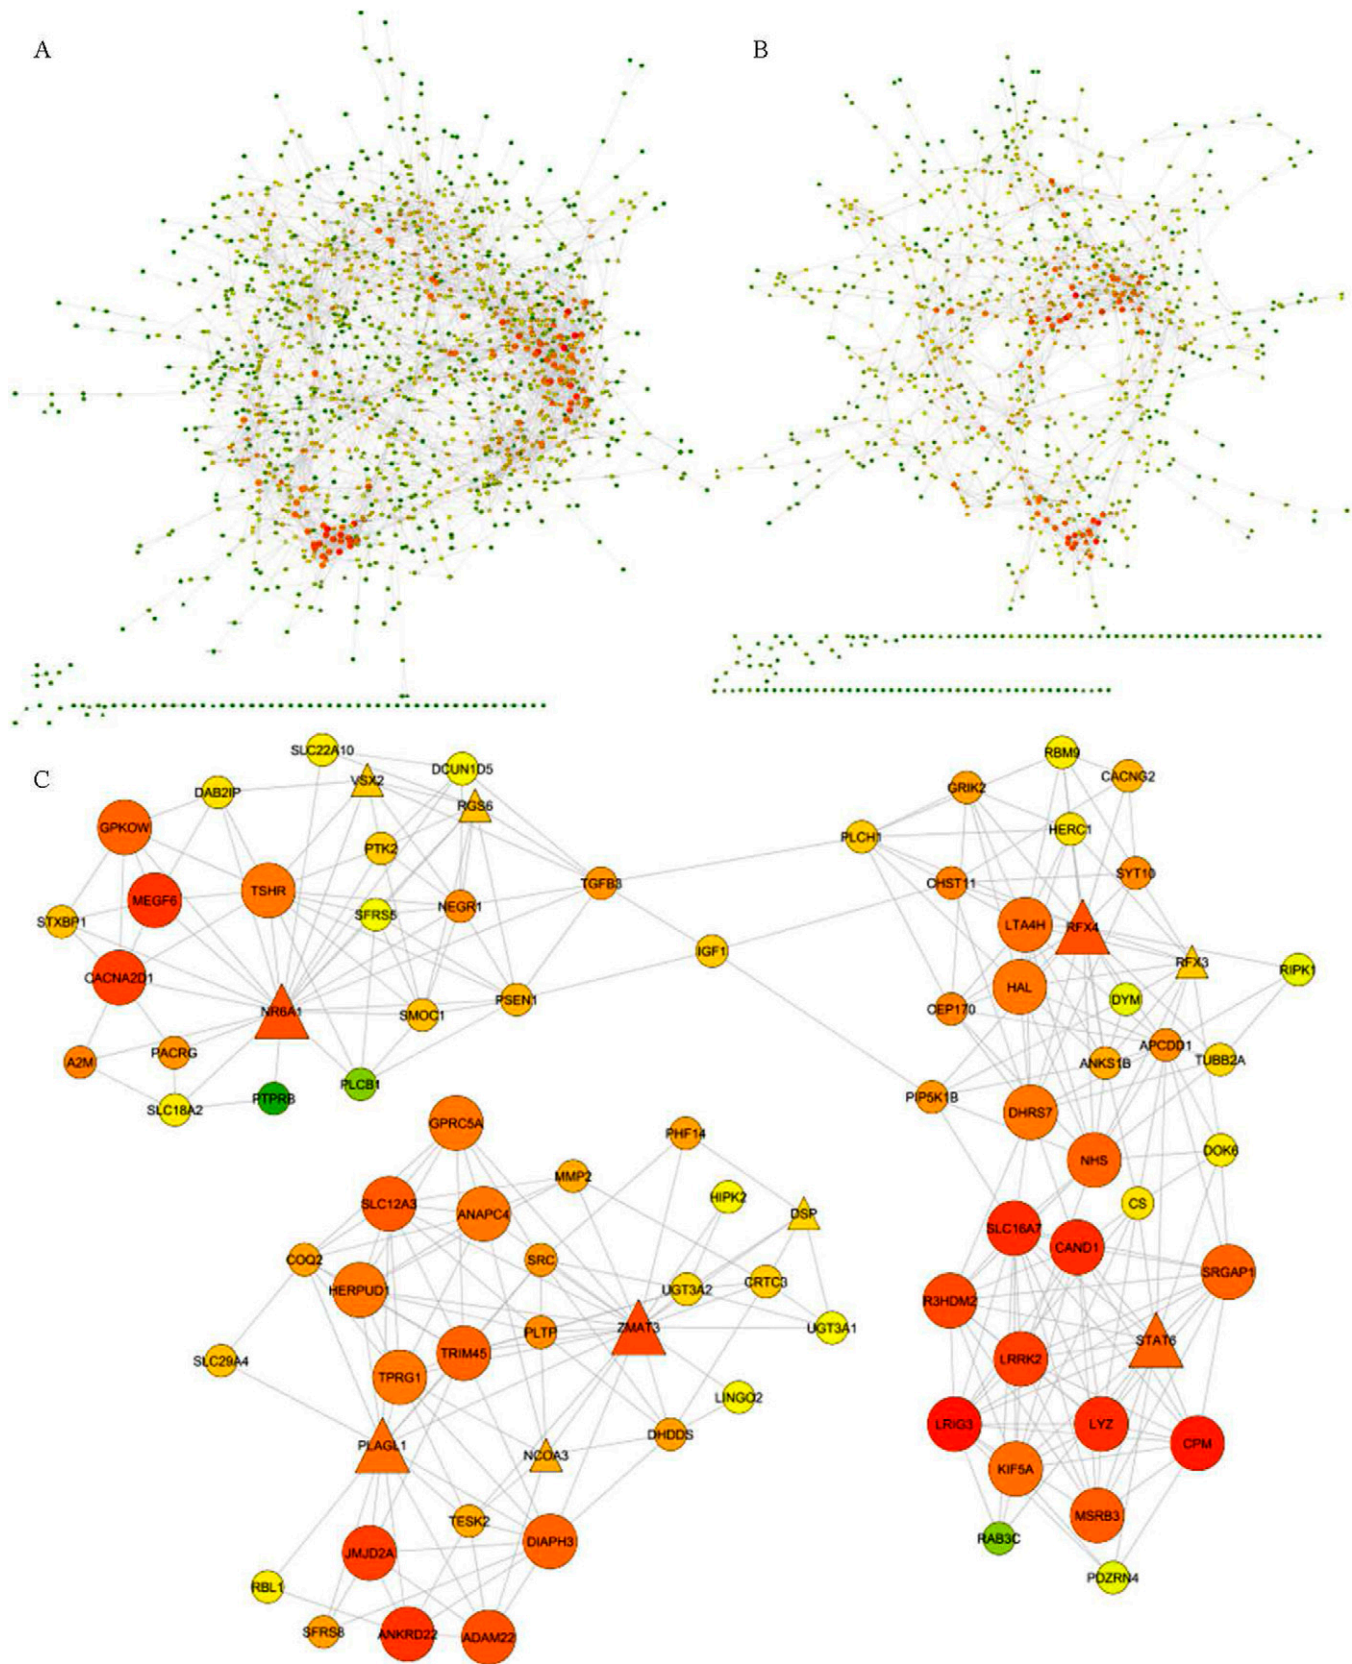 A
B
C
SLC22A10
VSX2
DCUN1D5
DAB2IP
RGS6
GPKOW
PTK2
TSHR
MEGF6
STXBP1
SFRS5
NEGR1
TGFB3
CACNA2D1
NR6A1
SMOC1
PSEN1
IGF1
A2M
PACRG
SLC18A2
PTPRB
PLCB1
RBM9
CACNG2
GRIK2
HERC1
PLCH1
CHST11
SYT10
LTA4H
RFX4
RFX3
RIPK1
HAL
DYM
CEP170
APCDD1
ANKS1B
TUBB2A
PIP5K1B
DHRS7
NHS
DOK6
CS
SLC16A7
CAND1
SRGAP1
R3HDM2
STAT6
LRRK2
LRIG3
LYZ
CPM
KIF5A
MSRB3
RAB3C
PDZRN4
GPRC5A
PHF14
MMP2
HIPK2
SLC12A3
ANAPC4
DSP
COQ2
SRC
HERPUD1
UGT3A2
CRTC3
ZMAT3
UGT3A1
PLTP
SLC29A4
TRIM45
TPRG1
LINGO2
PLAGL1
NCOA3
DHDDS
TESK2
DIAPH3
JMJD2A
RBL1
SFRS8
ANKRD22
ADAM22